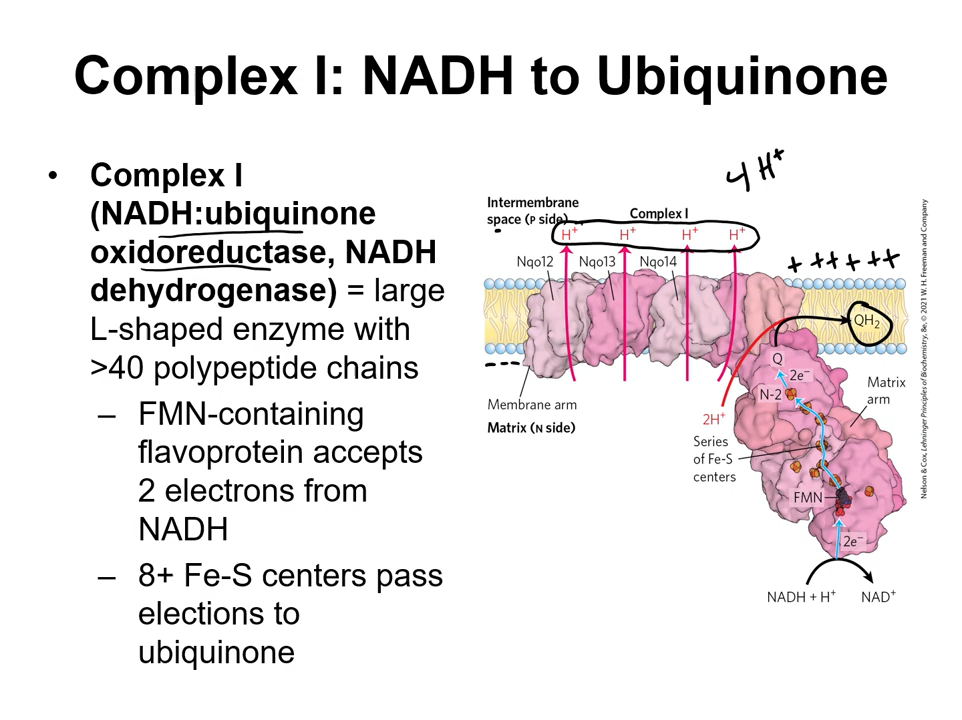 Complex I: NADH to Ubiquinone
• Complex I
(NADH:ubiquinone
oxidoreductase, NADH
dehydrogenase) = large
L-shaped enzyme with
>40 polypeptide chains
– FMN-containing
flavoprotein accepts
2 electrons from
NADH
– 8+ Fe-S centers pass
elections to
ubiquinone
4 H+
Intermembrane
space (P side)
Complex I
H+ H+ H+ H+
Nqo12 Nqo13 Nqo14
+ + + + + +
QH2
Q
2e–
N-2
Matrix
arm
----
Membrane arm
Matrix (N side)
2H+
Series
of Fe-S
centers
FMN
2e–
NADH + H+ NAD+
Nelson & Cox, Lehninger Principles of Biochemistry, 8e, © 2021 W. H. Freeman and Company